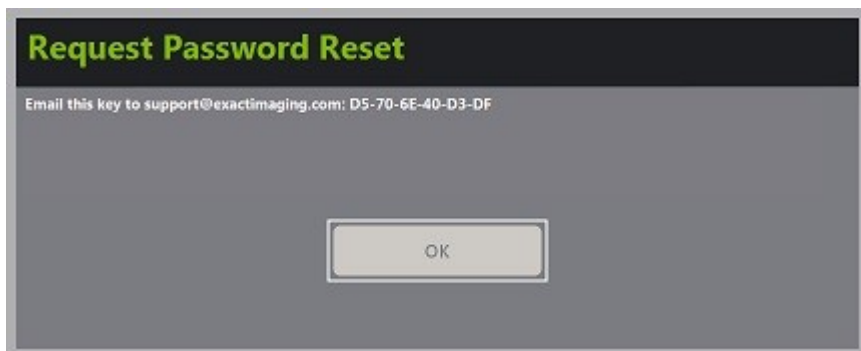 Request Password Reset
Email this key to support@exactimaging.com: D5-70-6E-40-D3-DF
OK